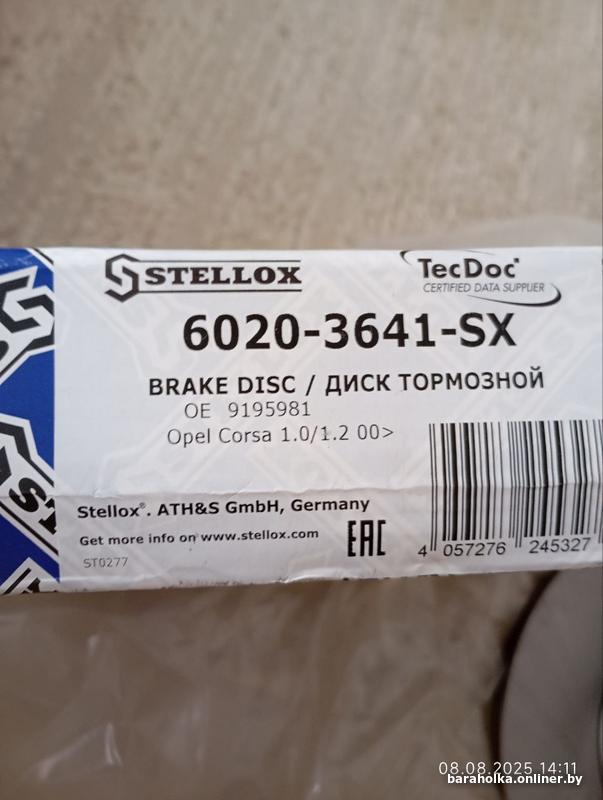 STELLOX
TecDoc
CERTIFIED DATA SUPPLIER
6020-3641-SX
BRAKE DISC / ДИСК ТОРМОЗНОЙ
OE 9195981
Opel Corsa 1.0/1.2 00>
Stellox®. ATH&S GmbH, Germany
Get more info on www.stellox.com
EAC
ST0277
4 057276 245327
08.08.2025 14:11
baraholka.onliner.by